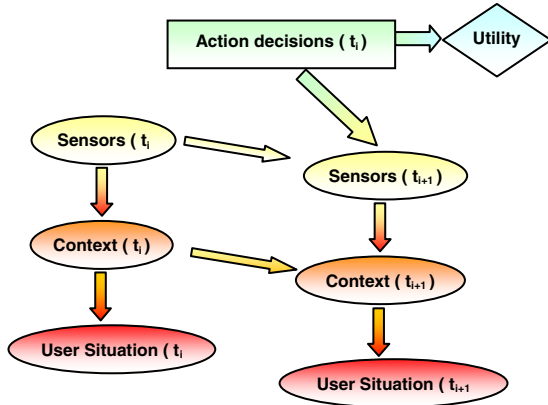 Action decisions ( tᵢ)
Utility
Sensors ( tᵢ
Sensors ( tᵢ₊₁ )
Context ( tᵢ)
Context ( tᵢ₊₁)
User Situation ( tᵢ
User Situation ( tᵢ₊₁